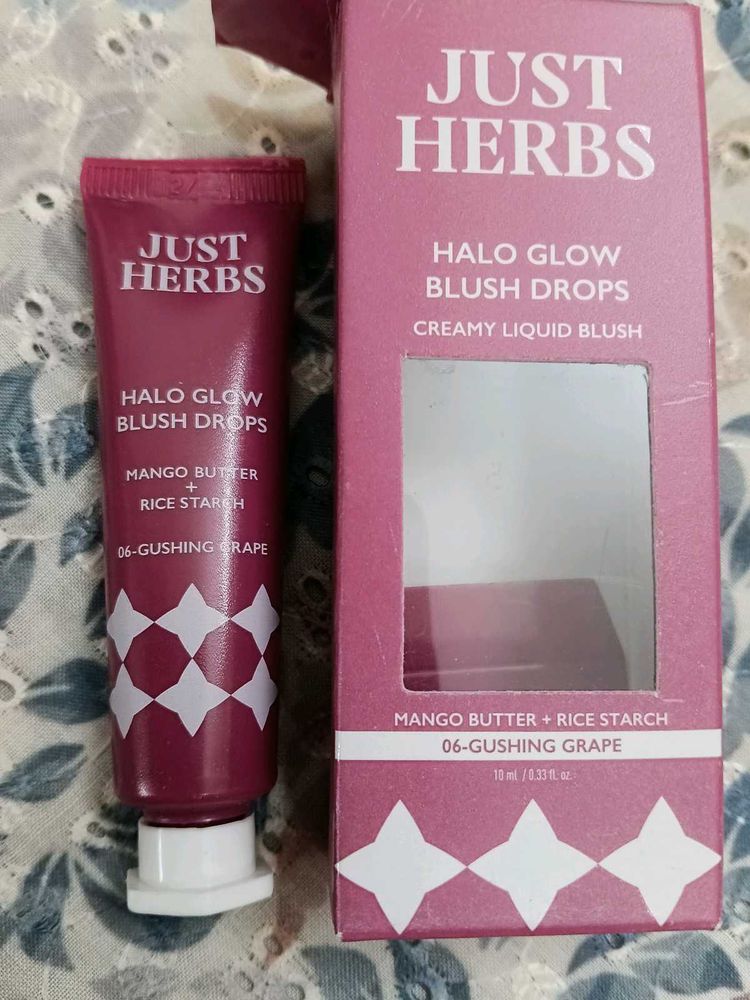 JUST
HERBS
HALO GLOW
BLUSH DROPS
MANGO BUTTER
+
RICE STARCH
06-GUSHING GRAPE
JUST
HERBS
HALO GLOW
BLUSH DROPS
CREAMY LIQUID BLUSH
MANGO BUTTER + RICE STARCH
06-GUSHING GRAPE
10 ml / 0.33 fl. oz.